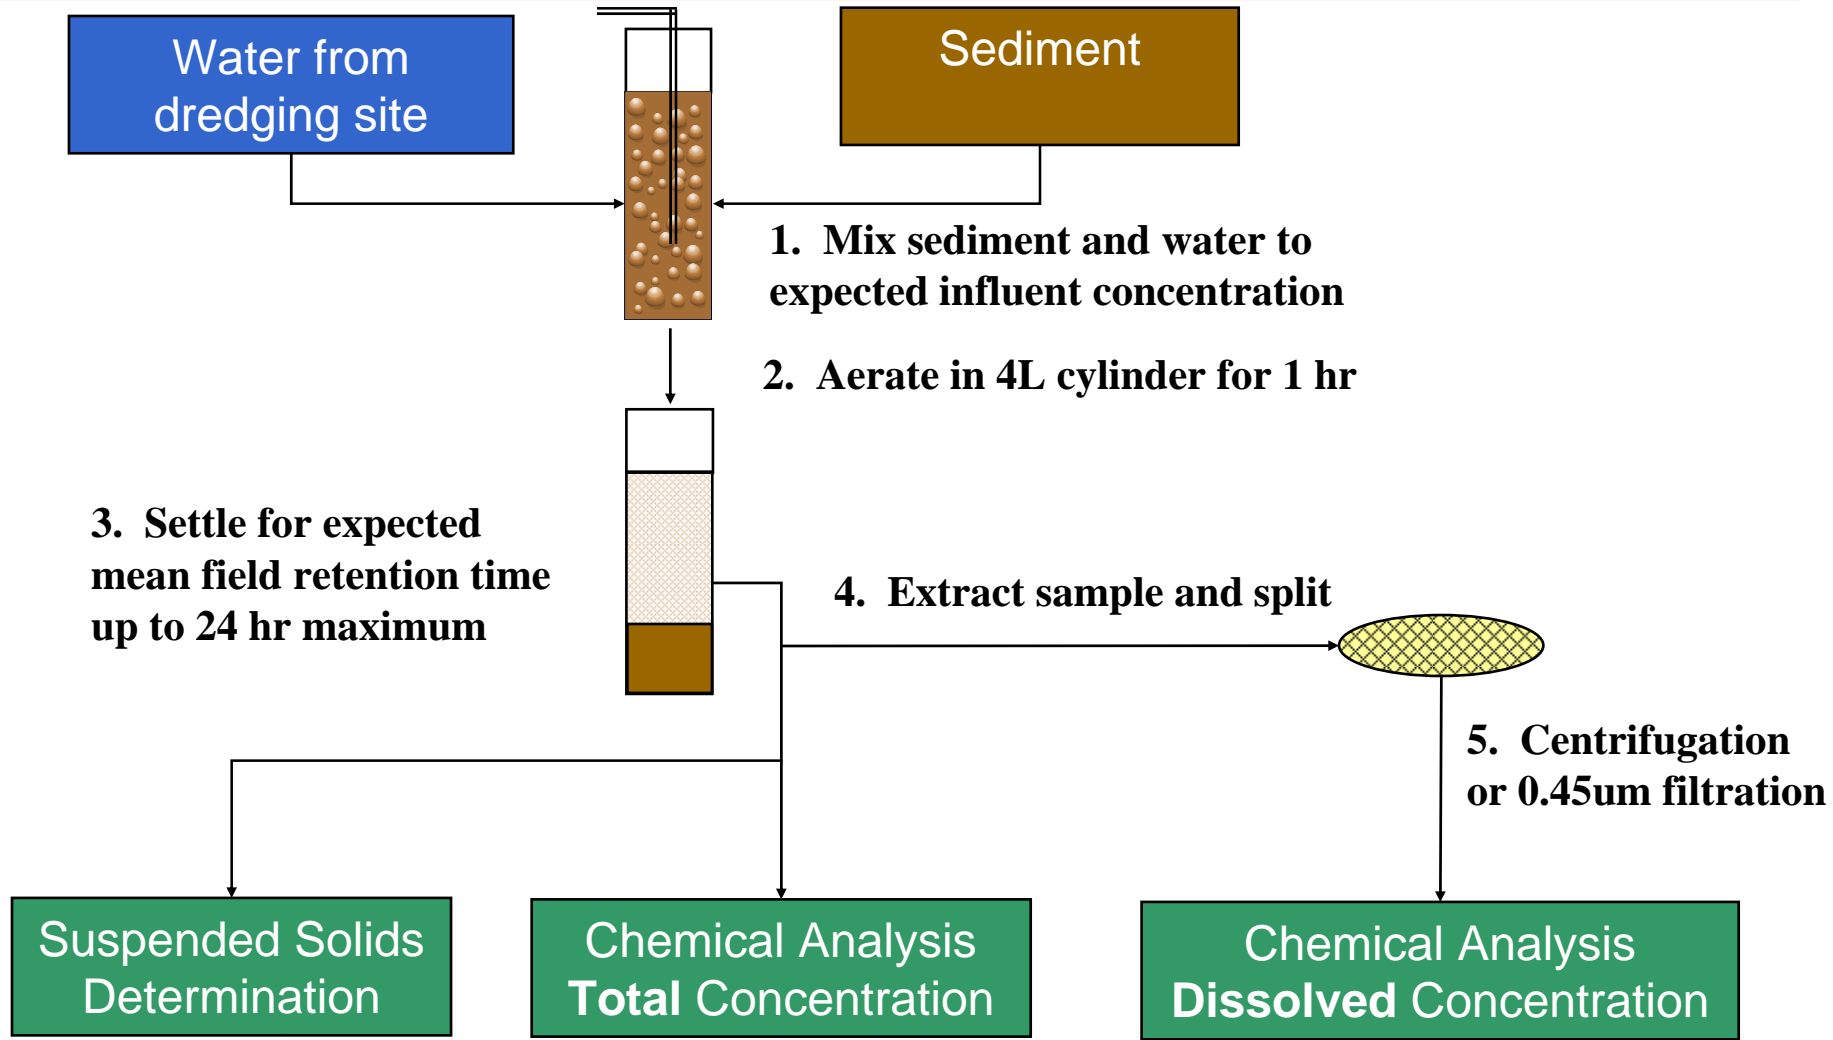 Water from
dredging site
Sediment
1. Mix sediment and water to
expected influent concentration
2. Aerate in 4L cylinder for 1 hr
3. Settle for expected
mean field retention time
up to 24 hr maximum
4. Extract sample and split
5. Centrifugation
or 0.45um filtration
Suspended Solids
Determination
Chemical Analysis
Total Concentration
Chemical Analysis
Dissolved Concentration